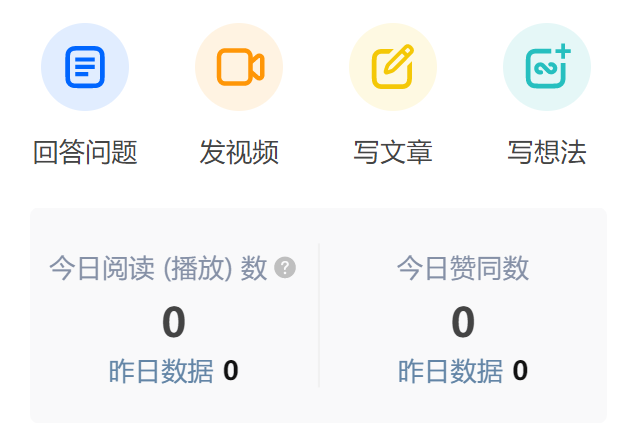 回答问题 发视频 写文章 写想法
今日阅读 (播放) 数 ? 今日赞同数
0 0
昨日数据 0 昨日数据 0